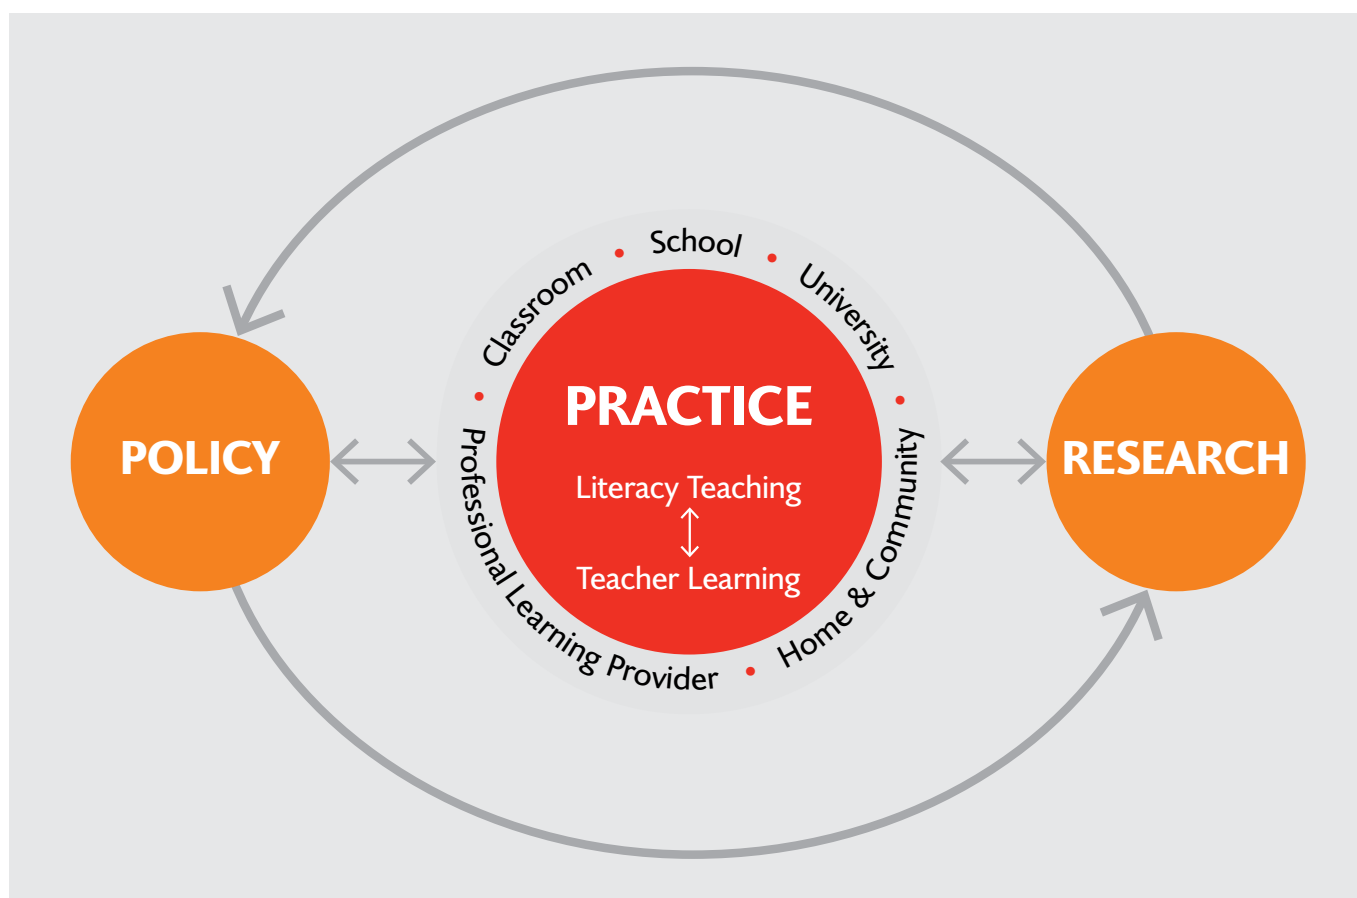 School
University
Classroom
PRACTICE
POLICY
RESEARCH
Literacy Teaching
Teacher Learning
Home & Community
Professional Learning Provider